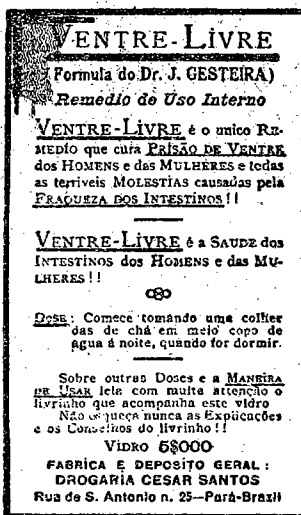 VENTRE-LIVRE
(Formula do Dr. J. GESTEIRA)
Remedio de Uso Interno
VENTRE-LIVRE é o unico RE-
MEDIO que cura PRISÃO DE VENTRE
dos HOMENS e das MULHERES e todas
as terriveis MOLESTIAS causadas pela
FRAQUEZA DOS INTESTINOS!!
VENTRE-LIVRE é a SAUDE dos
INTESTINOS dos HOMENS e das MU-
LHERES!!
DOSE: Comece tomando uma colher
das de chá em meio copo de
agua á noite, quando for dormir.
Sobre outras Doses e a MANEIRA
DE USAR leia com muita attenção o
livrinho que acompanha este vidro
Não esqueça nunca as Explicações
e os Conselhos do livrinho!!
VIDRO 5$000
FABRICA E DEPOSITO GERAL:
DROGARIA CESAR SANTOS
Rua de S. Antonio n. 25—Pará-Brazil